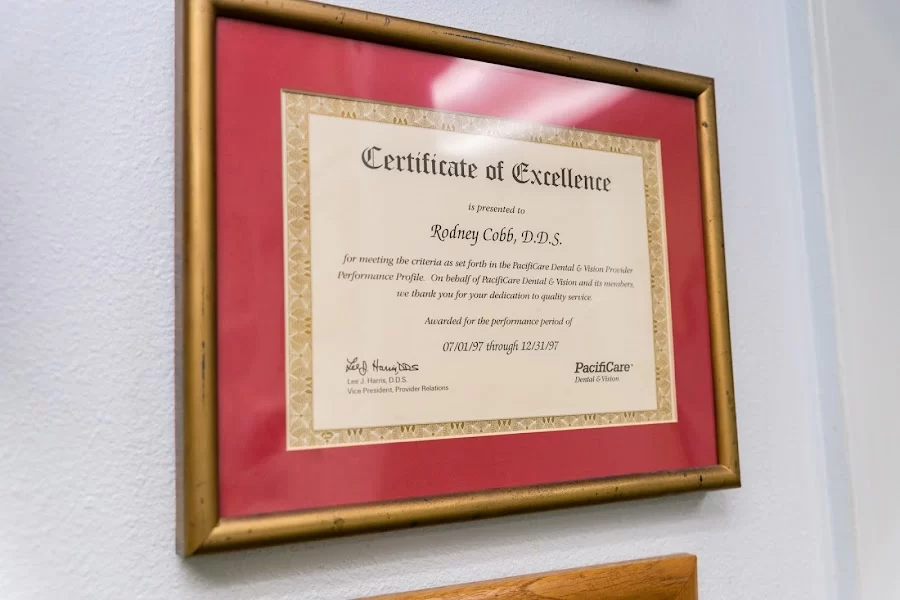 Certificate of Excellence
is presented to
Rodney Cobb, D.D.S.
for meeting the criteria as set forth in the PacifiCare Dental & Vision Provider
Performance Profile. On behalf of PacifiCare Dental & Vision and its members,
we thank you for your dedication to quality service.
Awarded for the performance period of
07/01/97 through 12/31/97
Lee J. Harris, DDS
Lee J. Harris, D.D.S.
Vice President, Provider Relations
PacifiCare
Dental & Vision